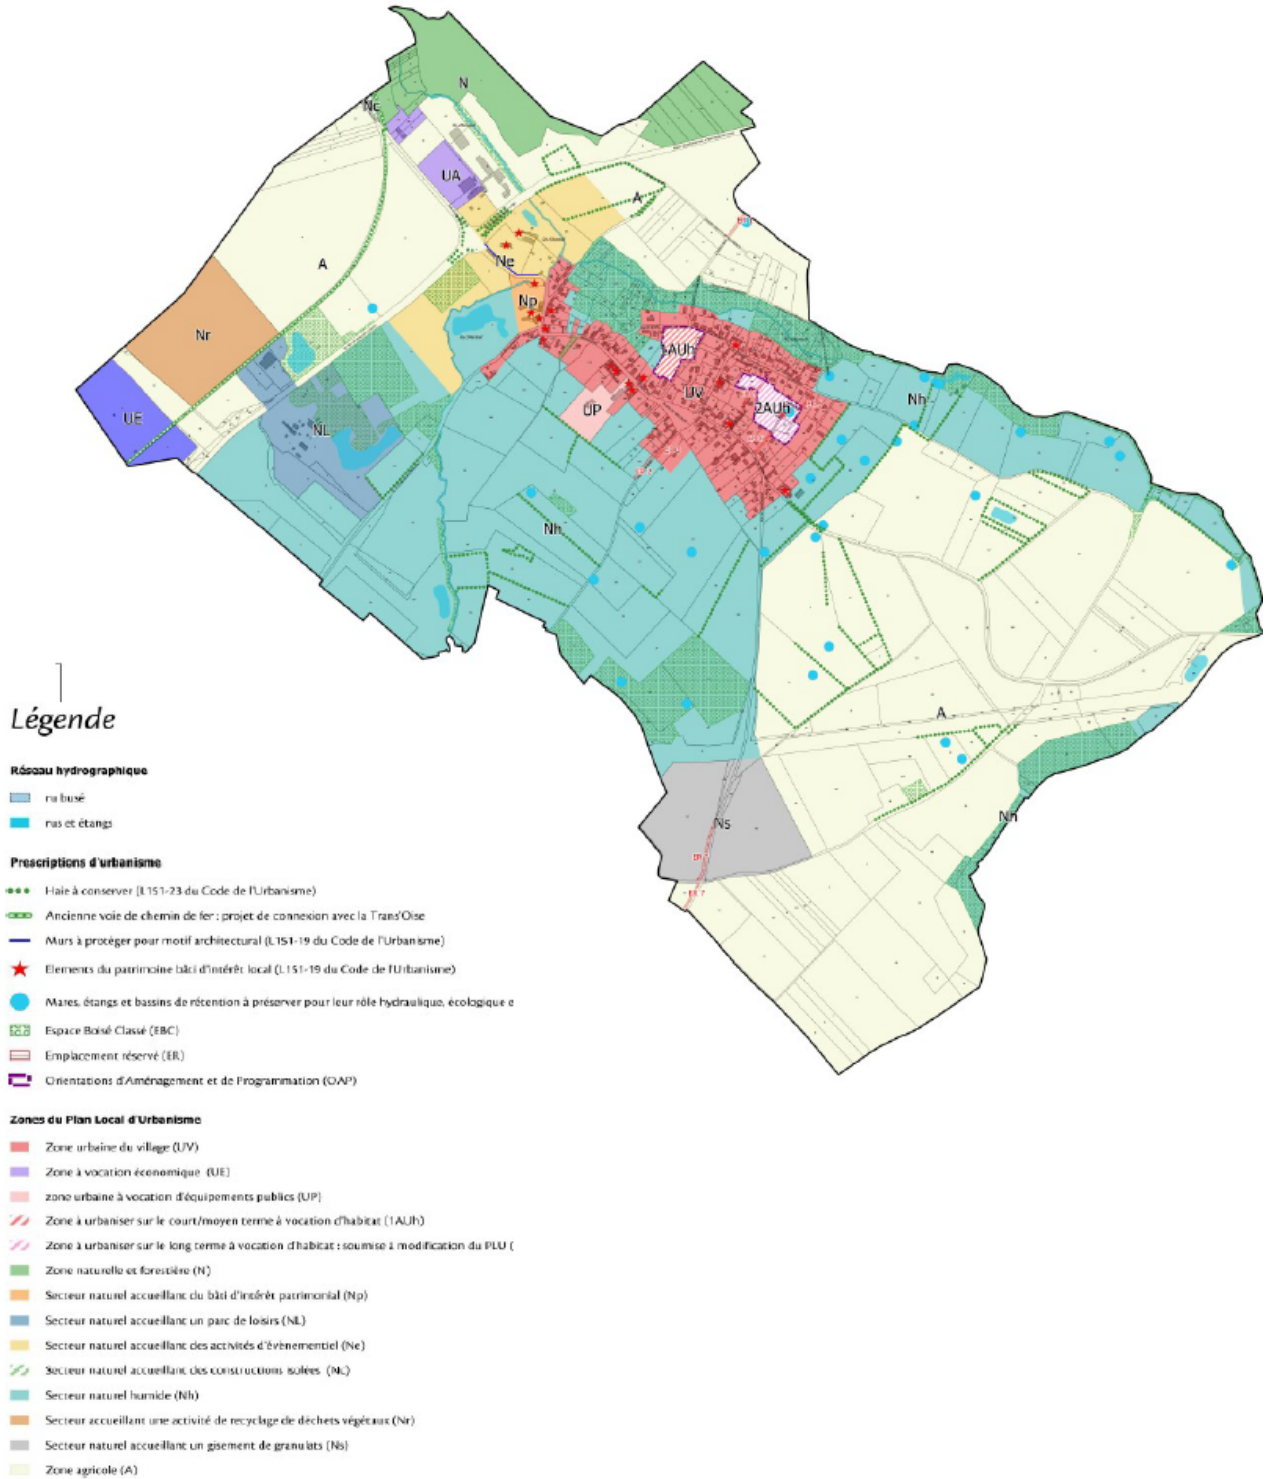 N
Nc
UA
A
A
Ne
Np
Nr
1AUh
UV
2AUh
UE
NL
UP
Nh
Nh
A
Ns
Nh
ER 7
Légende
Réseau hydrographique
ru busé
rus et étangs
Prescriptions d'urbanisme
Haie à conserver (L151-23 du Code de l'Urbanisme)
Ancienne voie de chemin de fer : projet de connexion avec la Trans'Oise
Murs à protéger pour motif architectural (L151-19 du Code de l'Urbanisme)
Elements du patrimoine bâti d'intérêt local (L151-19 du Code de l'Urbanisme)
Mares, étangs et bassins de rétention à préserver pour leur rôle hydraulique, écologique e
Espace Boisé Classé (EBC)
Emplacement réservé (ER)
Orientations d'Aménagement et de Programmation (OAP)
Zones du Plan Local d'Urbanisme
Zone urbaine du village (UV)
Zone à vocation économique (UE)
zone urbaine à vocation d'équipements publics (UP)
Zone à urbaniser sur le court/moyen terme à vocation d'habitat (1AUh)
Zone à urbaniser sur le long terme à vocation d'habitat : soumise à modification du PLU (
Zone naturelle et forestière (N)
Secteur naturel accueillant du bâti d'intérêt patrimonial (Np)
Secteur naturel accueillant un parc de loisirs (NL)
Secteur naturel accueillant des activités d'évènementiel (Ne)
Secteur naturel accueillant des constructions isolées (Nc)
Secteur naturel humide (Nh)
Secteur accueillant une activité de recyclage de déchets végétaux (Nr)
Secteur naturel accueillant un gisement de granulats (Ns)
Zone agricole (A)